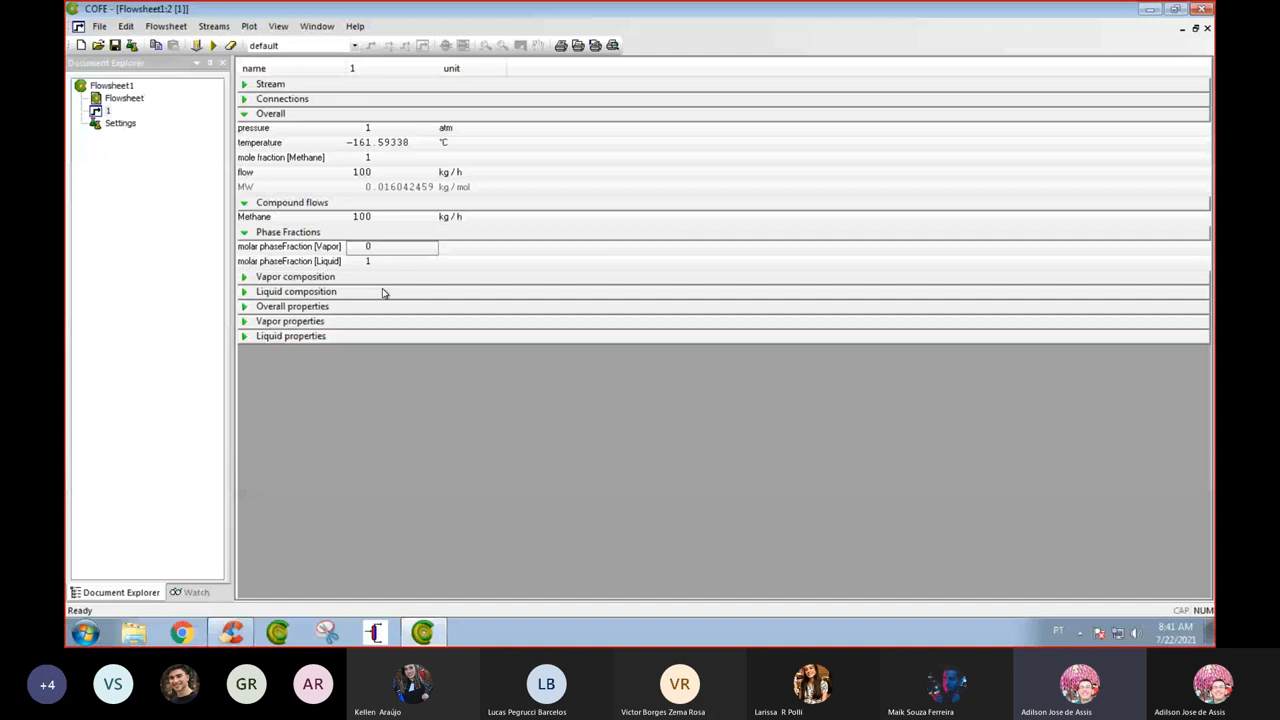 COFE - [Flowsheet1:2 [1]]
File Edit Flowsheet Streams Plot View Window Help
default
Document Explorer
Flowsheet1
Flowsheet
1
Settings
name 1 unit
Stream
Connections
Overall
pressure 1 atm
temperature -161.59338 °C
mole fraction [Methane] 1
flow 100 kg / h
MW 0.016042459 kg / mol
Compound flows
Methane 100 kg / h
Phase Fractions
molar phaseFraction [Vapor] 0
molar phaseFraction [Liquid] 1
Vapor composition
Liquid composition
Overall properties
Vapor properties
Liquid properties
Document Explorer Watch
Ready CAP NUM
PT 8:41 AM
7/22/2021
+4 VS GR AR LB VR
Kellen Araújo Lucas Pegrucci Barcelos Victor Borges Zema Rosa Larissa R Polli Maik Souza Ferreira Adilson Jose de Assis Adilson Jose de Assis